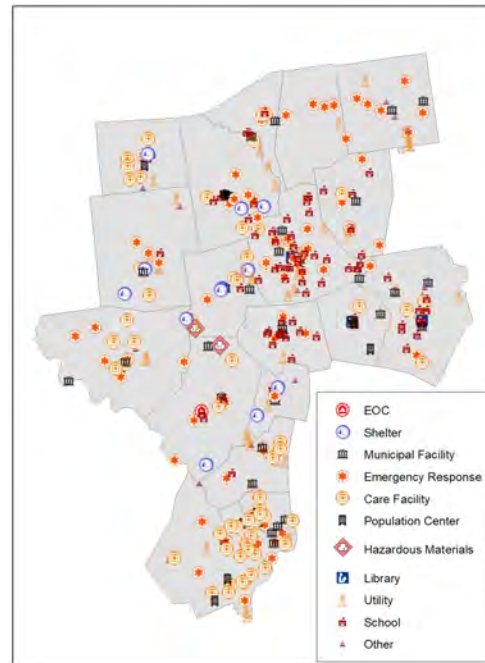 EOC
Shelter
Municipal Facility
Emergency Response
Care Facility
Population Center
Hazardous Materials
Library
Utility
School
Other